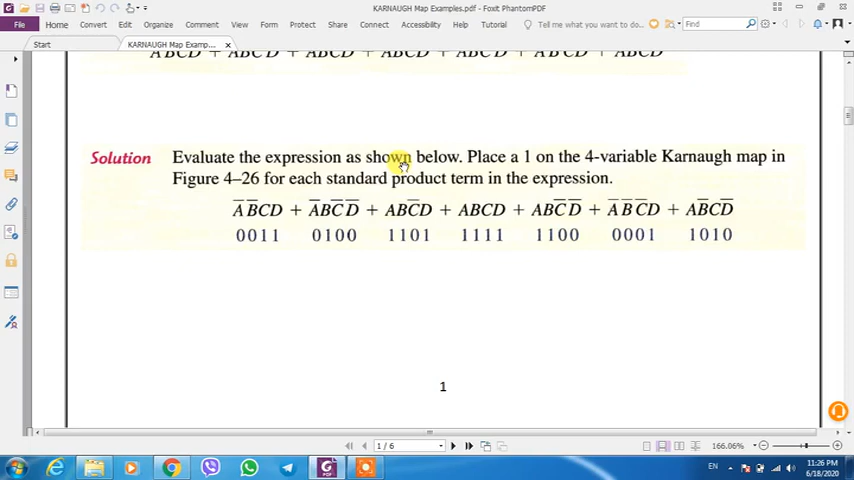 KARNAUGH Map Examples.pdf - Foxit PhantomPDF
File Home Edit Organize Convert Comment View Form Protect Share Connect Accessibility Help Tutorial Tell me what you want... Find
Start KARNAUGH Map Examp...
Solution Evaluate the expression as shown below. Place a 1 on the 4-variable Karnaugh map in
Figure 4–26 for each standard product term in the expression.
A̅B̅CD + A̅BC̅D̅ + ABC̅D + ABCD + ABC̅D̅ + A̅B̅C̅D + AB̅CD̅
0011 0100 1101 1111 1100 0001 1010
1
1 / 6 166.06%
EN 11:26 PM
6/18/2020